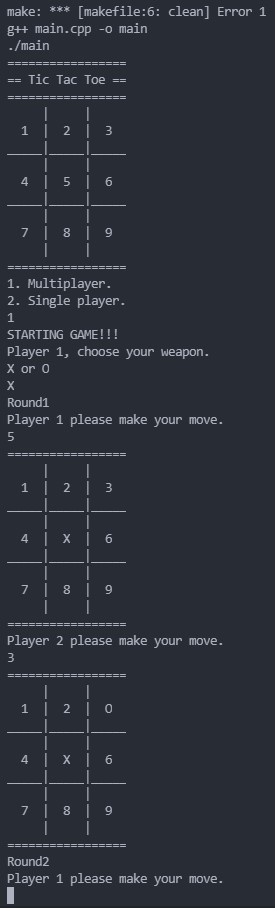 make: *** [makefile:6: clean] Error 1
g++ main.cpp -o main
./main
=================
== Tic Tac Toe ==
=================
     |     |
  1  |  2  |  3
_____|_____|_____
     |     |
  4  |  5  |  6
_____|_____|_____
     |     |
  7  |  8  |  9
     |     |
=================
1. Multiplayer.
2. Single player.
1
STARTING GAME!!!
Player 1, choose your weapon.
X or O
X
Round1
Player 1 please make your move.
5
=================
     |     |
  1  |  2  |  3
_____|_____|_____
     |     |
  4  |  X  |  6
_____|_____|_____
     |     |
  7  |  8  |  9
     |     |
=================
Player 2 please make your move.
3
=================
     |     |
  1  |  2  |  O
_____|_____|_____
     |     |
  4  |  X  |  6
_____|_____|_____
     |     |
  7  |  8  |  9
     |     |
=================
Round2
Player 1 please make your move.